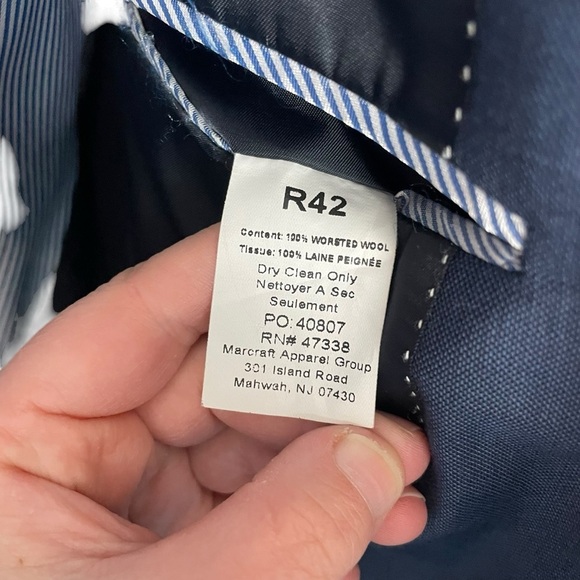 R42
Content: 100% WORSTED WOOL
Tissue: 100% LAINE PEIGNÉE
Dry Clean Only
Nettoyer A Sec
Seulement
PO: 40807
RN# 47338
Marcraft Apparel Group
301 Island Road
Mahwah, NJ 07430